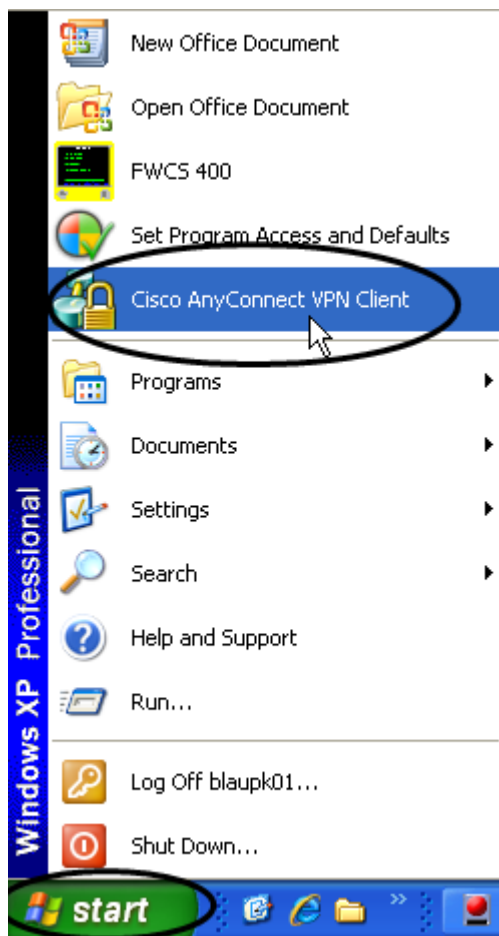 New Office Document
Open Office Document
FWCS 400
Set Program Access and Defaults
Cisco AnyConnect VPN Client
Programs
Documents
Settings
Search
Help and Support
Run...
Log Off blaupk01...
Shut Down...
Windows XP Professional
start